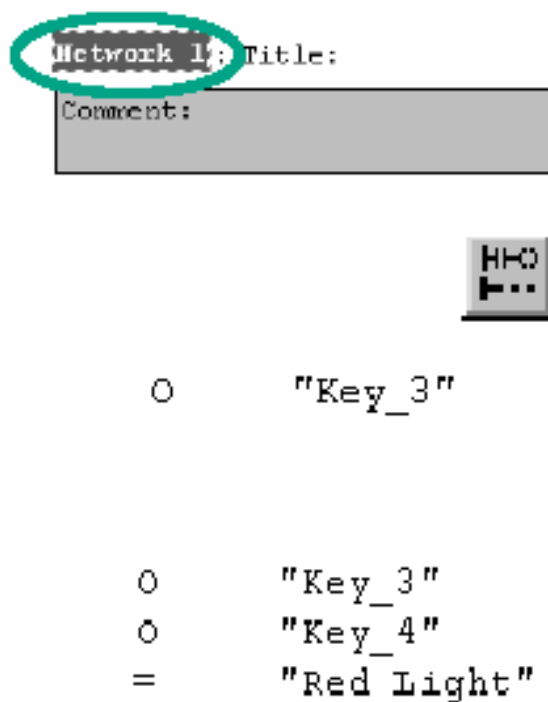 Network 1: Title:
Comment:
O "Key_3"
O "Key_3"
O "Key_4"
= "Red Light"